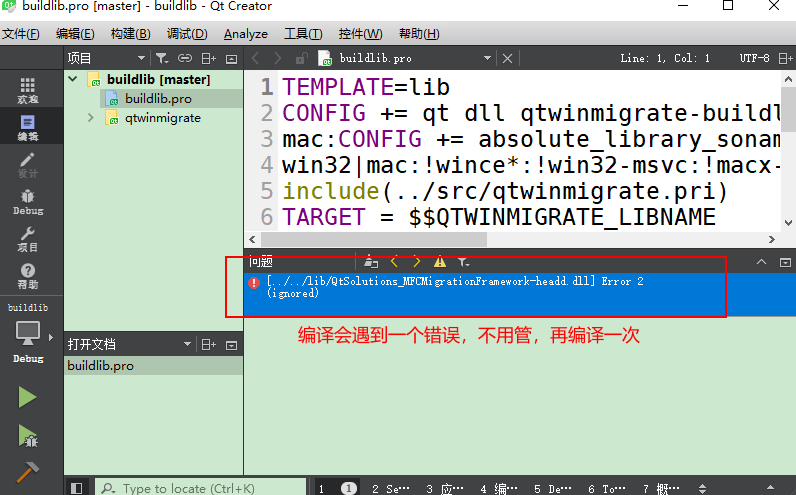 buildlib.pro [master] - buildlib - Qt Creator
文件(F) 编辑(E) 构建(B) 调试(D) Analyze 工具(T) 控件(W) 帮助(H)
项目
buildlib.pro
Line: 1, Col: 1
UTF-8
欢迎
编辑
设计
Debug
项目
帮助
buildlib
Debug
buildlib [master]
buildlib.pro
qtwinmigrate
1 TEMPLATE=lib
2 CONFIG += qt dll qtwinmigrate-buildl
3 mac:CONFIG += absolute_library_sonam
4 win32|mac:!wince*:!win32-msvc:!macx-
5 include(../src/qtwinmigrate.pri)
6 TARGET = $$QTWINMIGRATE_LIBNAME
问题
[../../lib/QtSolutions_MFCMigrationFramework-headd.dll] Error 2
(ignored)
编译会遇到一个错误，不用管，再编译一次
打开文档
buildlib.pro
Type to locate (Ctrl+K)
1 1 2 Se… 3 应… 4 编… 5 De… 6 To… 7 概…